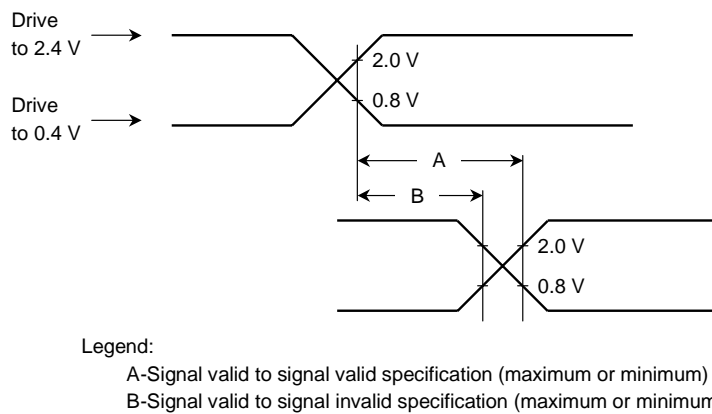 Drive
to 2.4 V
2.0 V
0.8 V
Drive
to 0.4 V
A
B
2.0 V
0.8 V
Legend:
A-Signal valid to signal valid specification (maximum or minimum)
B-Signal valid to signal invalid specification (maximum or minimum